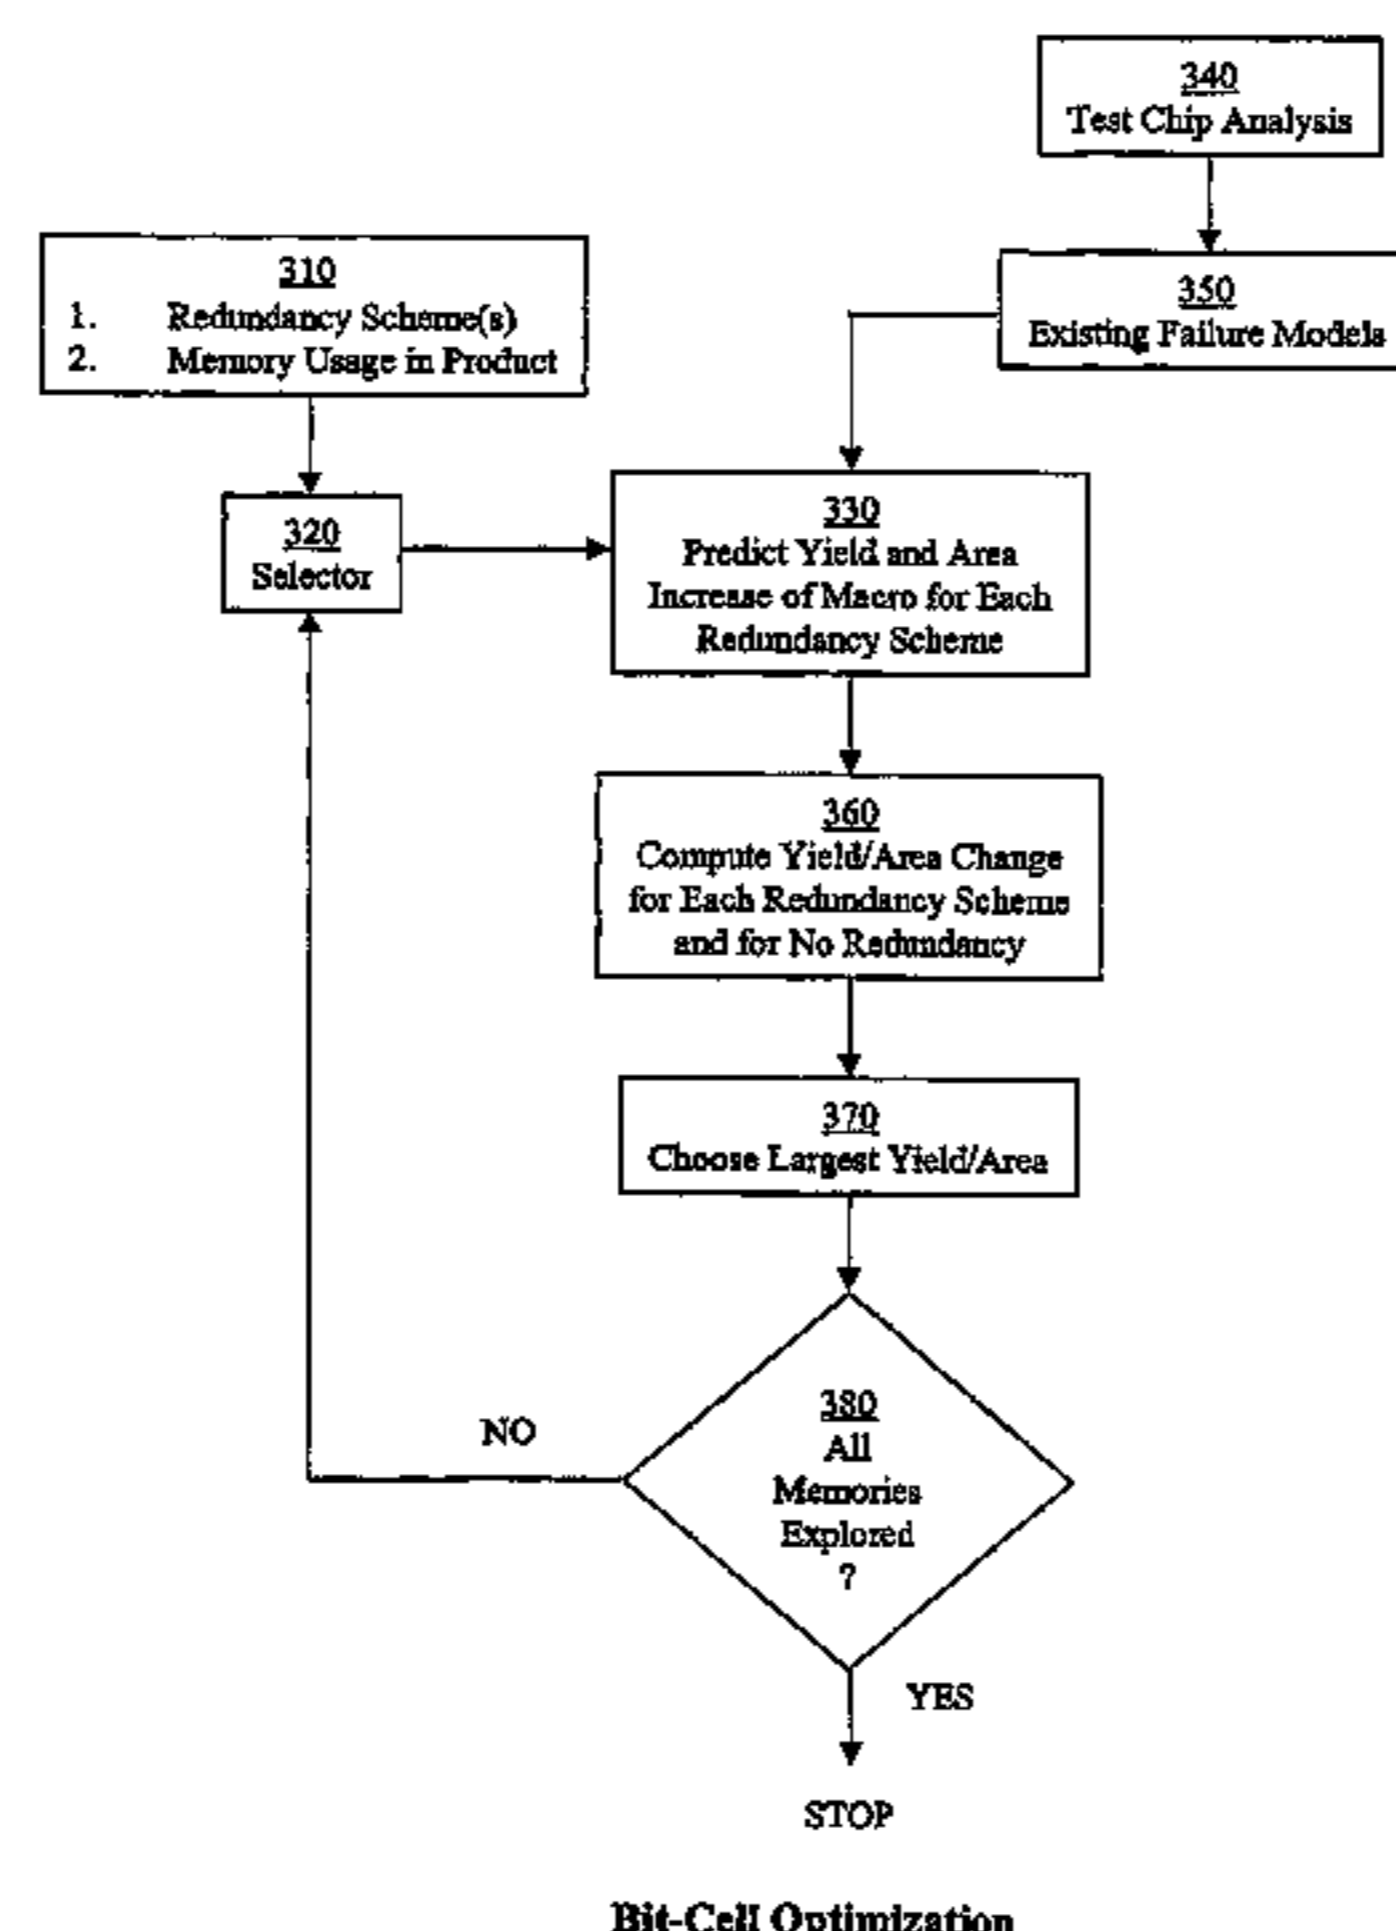 340
Test Chip Analysis
310
1. Redundancy Scheme(s)
2. Memory Usage in Product
350
Existing Failure Models
320
Selector
330
Predict Yield and Area
Increase of Macro for Each
Redundancy Scheme
360
Compute Yield/Area Change
for Each Redundancy Scheme
and for No Redundancy
370
Choose Largest Yield/Area
380
All
Memories
Explored
?
NO
YES
STOP
Bit-Cell Optimization